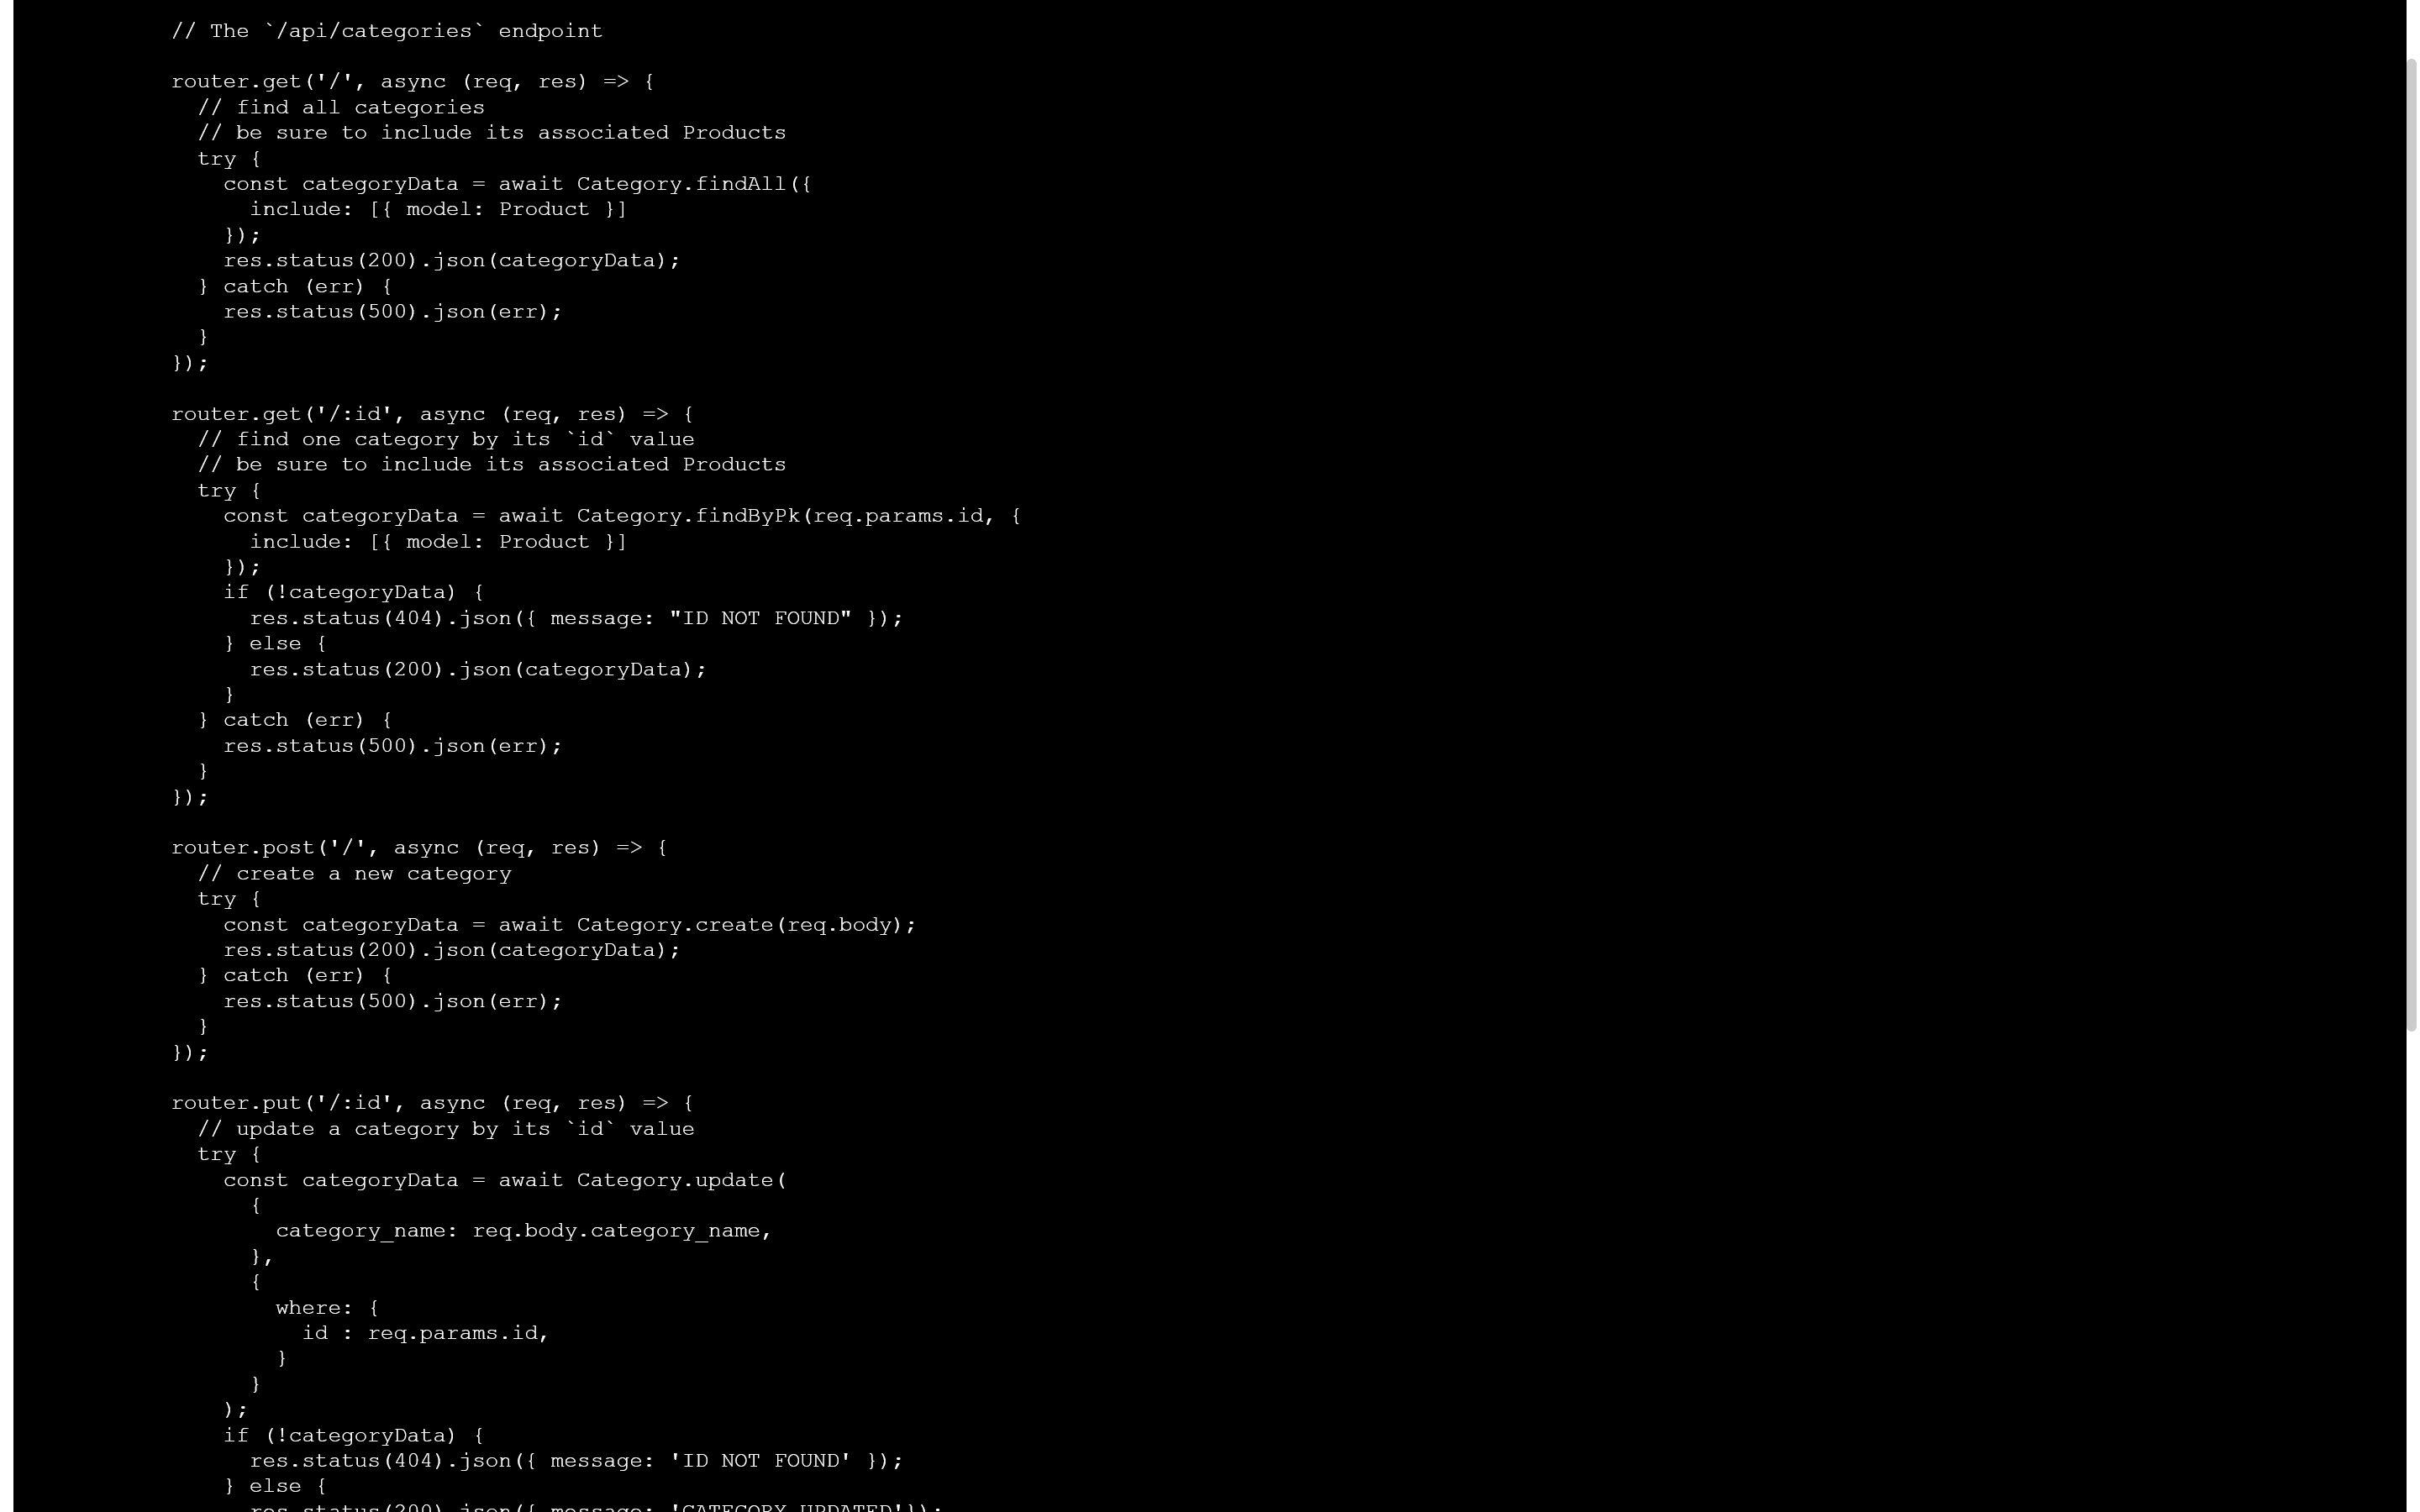 // The `/api/categories` endpoint

router.get('/', async (req, res) => {
  // find all categories
  // be sure to include its associated Products
  try {
    const categoryData = await Category.findAll({
      include: [{ model: Product }]
    });
    res.status(200).json(categoryData);
  } catch (err) {
    res.status(500).json(err);
  }
});

router.get('/:id', async (req, res) => {
  // find one category by its `id` value
  // be sure to include its associated Products
  try {
    const categoryData = await Category.findByPk(req.params.id, {
      include: [{ model: Product }]
    });
    if (!categoryData) {
      res.status(404).json({ message: "ID NOT FOUND" });
    } else {
      res.status(200).json(categoryData);
    }
  } catch (err) {
    res.status(500).json(err);
  }
});

router.post('/', async (req, res) => {
  // create a new category
  try {
    const categoryData = await Category.create(req.body);
    res.status(200).json(categoryData);
  } catch (err) {
    res.status(500).json(err);
  }
});

router.put('/:id', async (req, res) => {
  // update a category by its `id` value
  try {
    const categoryData = await Category.update(
      {
        category_name: req.body.category_name,
      },
      {
        where: {
          id : req.params.id,
        }
      }
    );
    if (!categoryData) {
      res.status(404).json({ message: 'ID NOT FOUND' });
    } else {
      res.status(200).json({ message: 'CATEGORY UPDATED'});